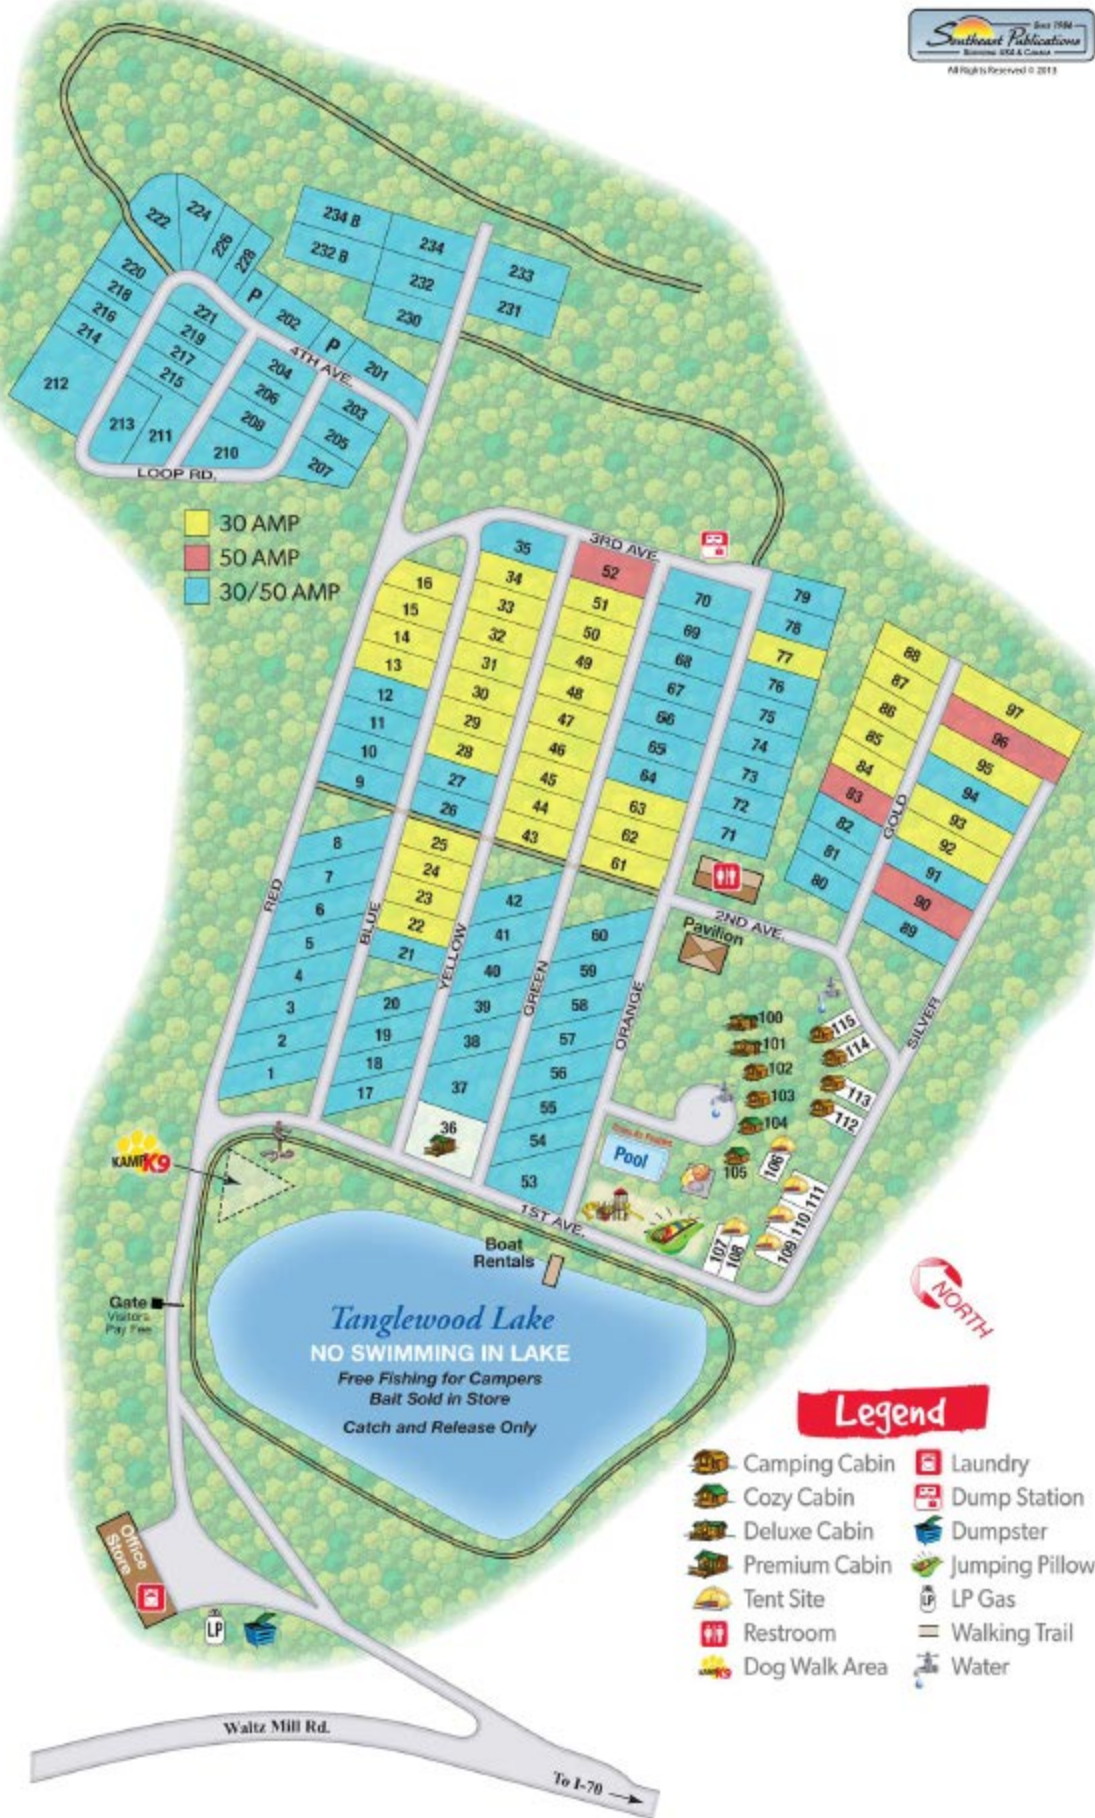 Since 1984
Southeast Publications
Servicing USA & Canada
All Rights Reserved © 2013
222
224
226
228
220
218
216
214
212
P
202
P
201
234 B
232 B
234
232
230
233
231
221
219
217
215
213
211
4TH AVE.
204
206
208
210
203
205
207
LOOP RD.
30 AMP
50 AMP
30/50 AMP
3RD AVE.
16
15
14
13
12
11
10
9
8
7
6
5
4
3
2
1
RED
35
34
33
32
31
30
29
28
27
26
25
24
23
22
21
20
19
18
17
BLUE
YELLOW
52
51
50
49
48
47
46
45
44
43
42
41
40
39
38
37
36
GREEN
70
69
68
67
66
65
64
63
62
61
60
59
58
57
56
55
54
53
ORANGE
79
78
77
76
75
74
73
72
71
88
87
86
85
84
83
82
81
80
GOLD
97
96
95
94
93
92
91
90
89
SILVER
2ND AVE.
Pavilion
100
101
102
103
104
105
106
107
108
109
110
111
112
113
114
115
Pool
1ST AVE.
KAMP K9
Boat
Rentals
Gate
Visitors
Pay Fee
Tanglewood Lake
NO SWIMMING IN LAKE
Free Fishing for Campers
Bait Sold in Store
Catch and Release Only
NORTH
Office
Store
LP
Waltz Mill Rd.
To I-70
Legend
Camping Cabin
Cozy Cabin
Deluxe Cabin
Premium Cabin
Tent Site
Restroom
Dog Walk Area
Laundry
Dump Station
Dumpster
Jumping Pillow
LP LP Gas
Walking Trail
Water